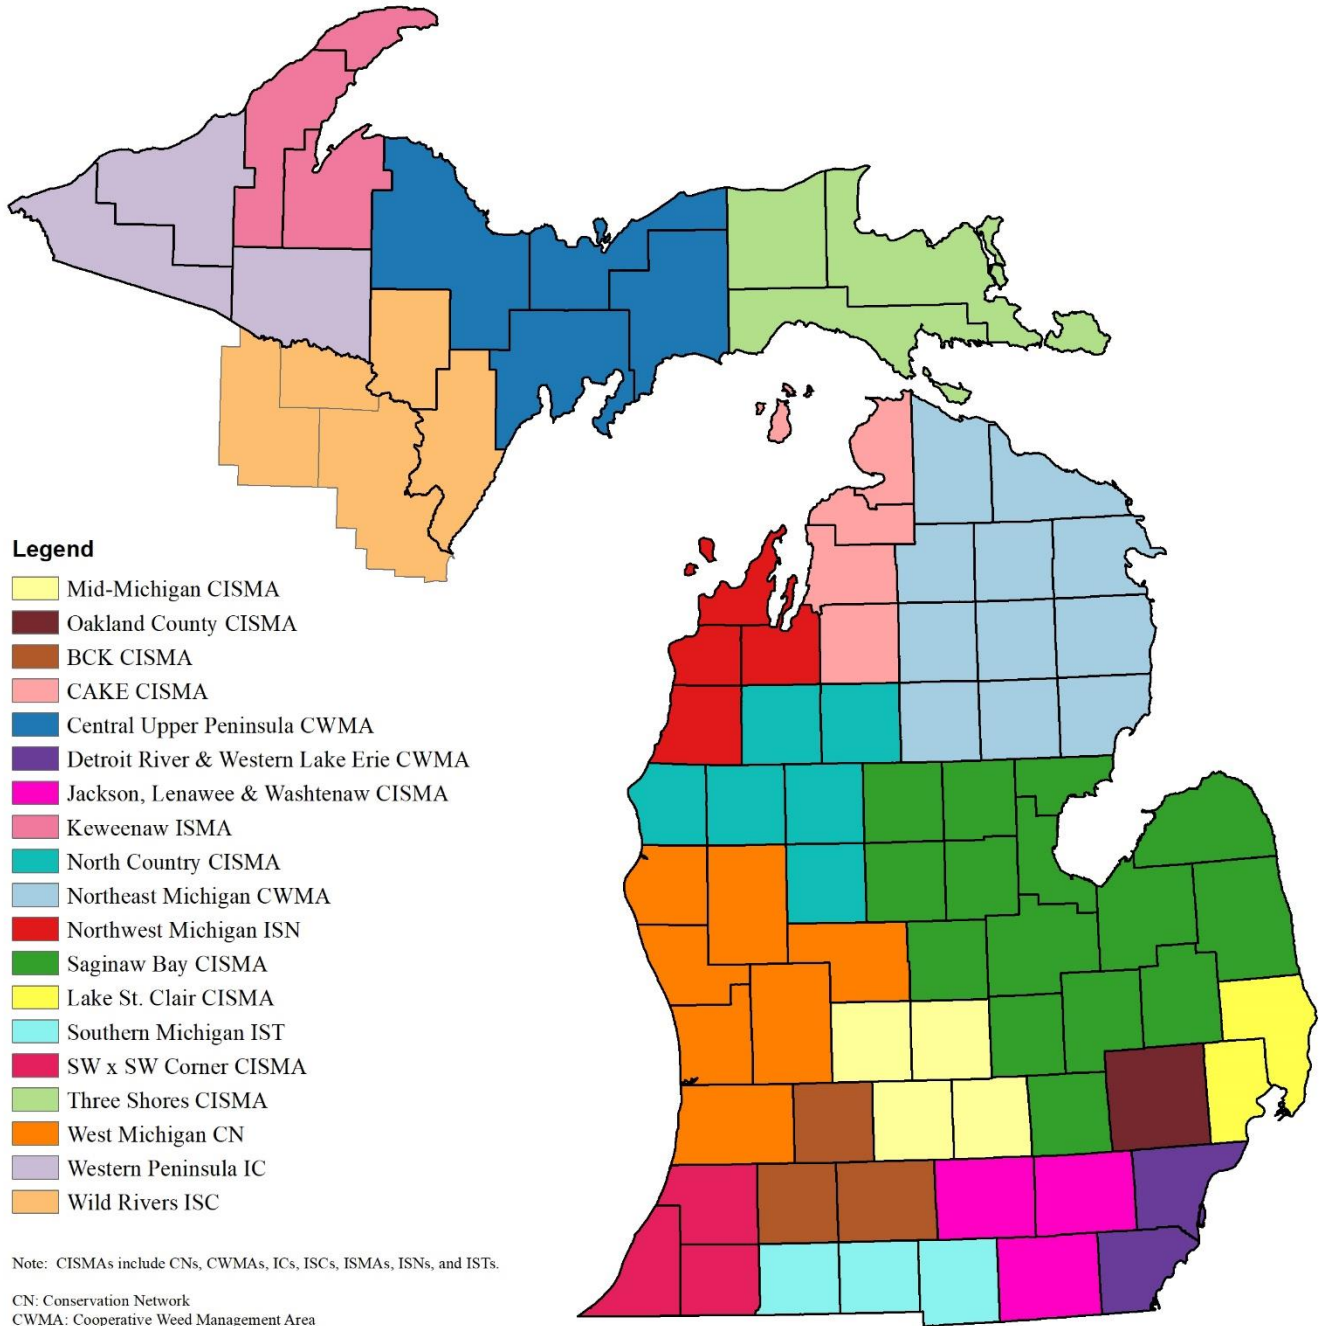 Legend
Mid-Michigan CISMA
Oakland County CISMA
BCK CISMA
CAKE CISMA
Central Upper Peninsula CWMA
Detroit River & Western Lake Erie CWMA
Jackson, Lenawee & Washtenaw CISMA
Keweenaw ISMA
North Country CISMA
Northeast Michigan CWMA
Northwest Michigan ISN
Saginaw Bay CISMA
Lake St. Clair CISMA
Southern Michigan IST
SW x SW Corner CISMA
Three Shores CISMA
West Michigan CN
Western Peninsula IC
Wild Rivers ISC
Note: CISMAs include CNs, CWMAs, ICs, ISCs, ISMAs, ISNs, and ISTs.
CN: Conservation Network
CWMA: Cooperative Weed Management Area